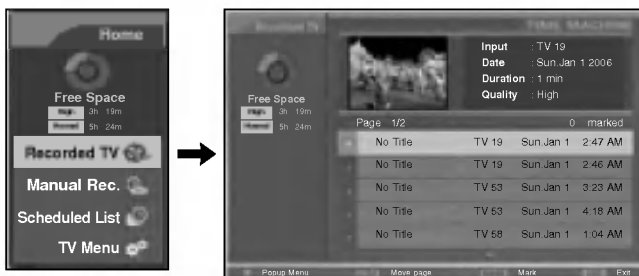 Home
Free Space
High 3h 19m
Normal 5h 24m
Recorded TV
Manual Rec.
Scheduled List
TV Menu
Recorded TV
TIME MACHINE
Free Space
High 3h 19m
Normal 5h 24m
Input : TV 19
Date : Sun.Jan 1 2006
Duration : 1 min
Quality : High
Page 1/2 0 marked
No Title TV 19 Sun.Jan 1 2:47 AM
No Title TV 19 Sun.Jan 1 2:46 AM
No Title TV 53 Sun.Jan 1 3:23 AM
No Title TV 53 Sun.Jan 1 4:18 AM
No Title TV 58 Sun.Jan 1 1:04 AM
Popup Menu Move page Mark Exit